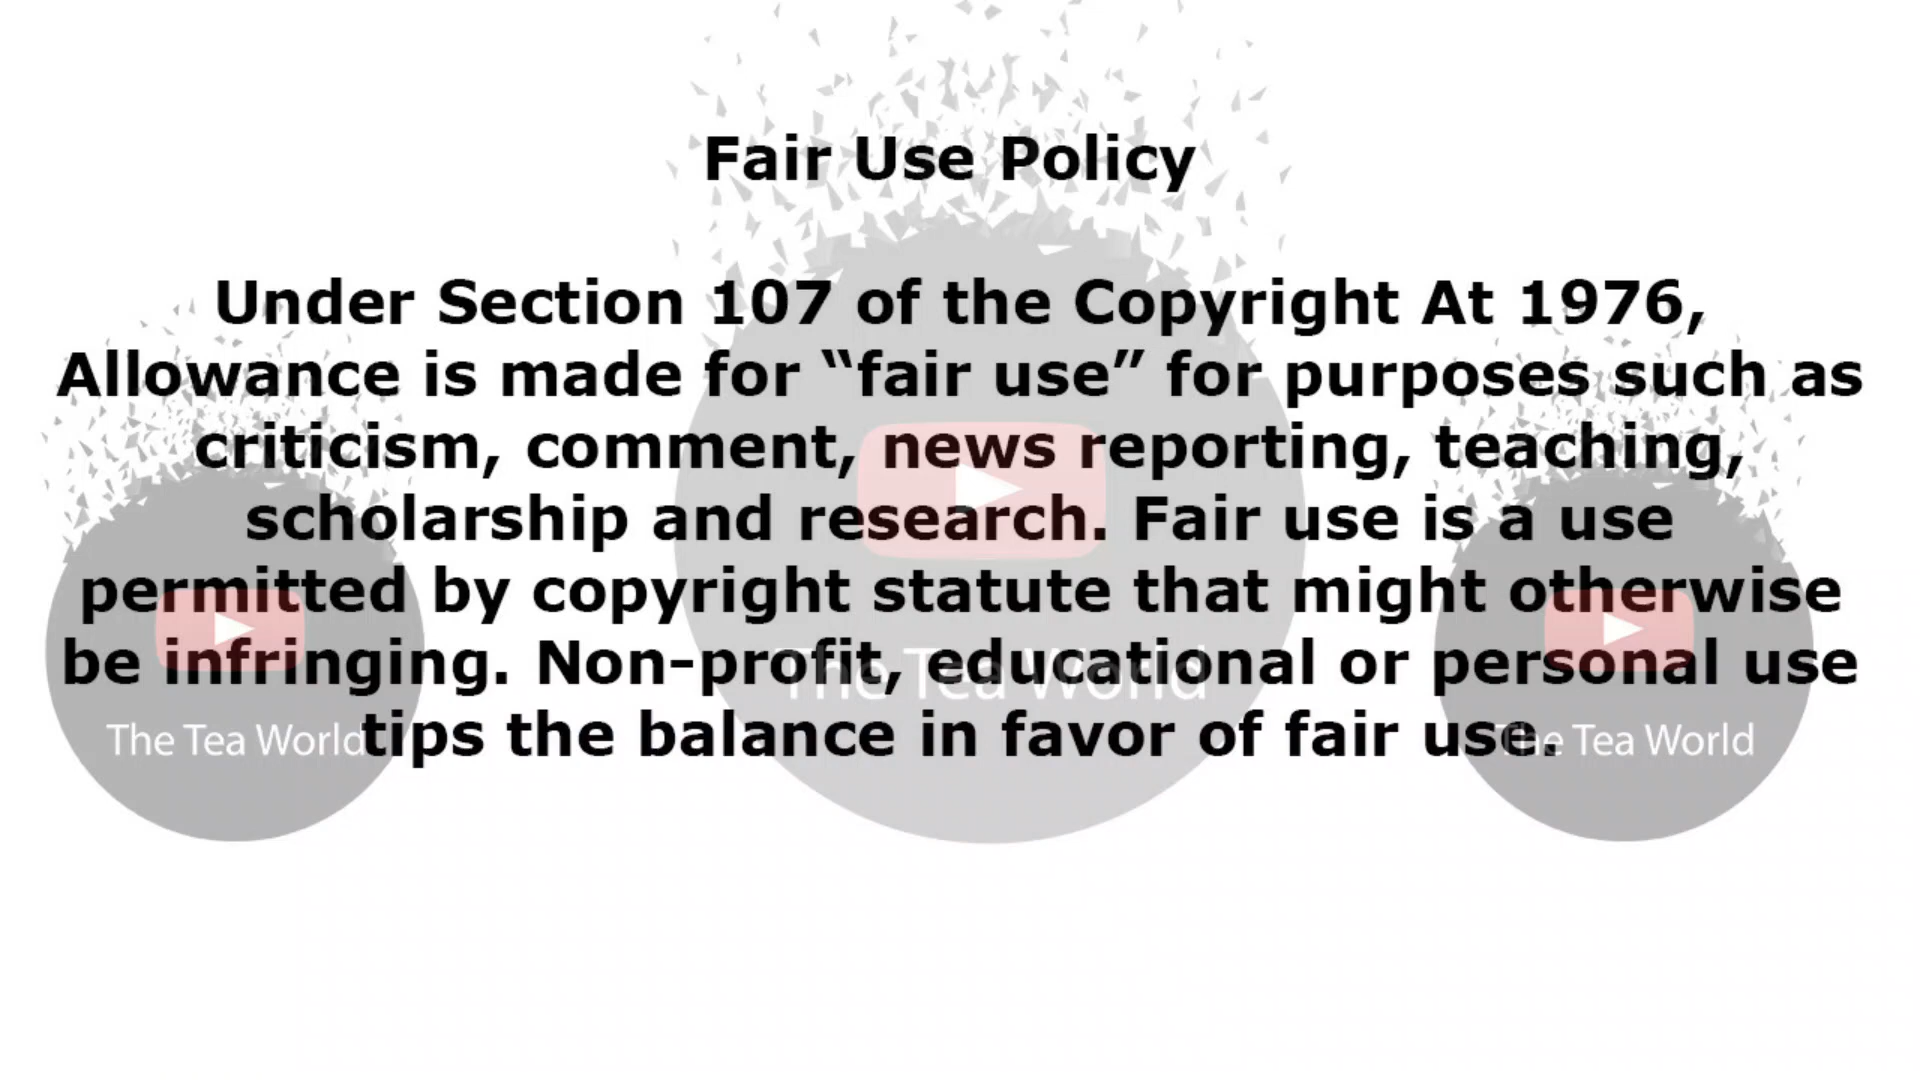 Fair Use Policy
Under Section 107 of the Copyright At 1976,
Allowance is made for “fair use” for purposes such as
criticism, comment, news reporting, teaching,
scholarship and research. Fair use is a use
permitted by copyright statute that might otherwise
be infringing. Non-profit, educational or personal use
tips the balance in favor of fair use.
The Tea World
The Tea World
The Tea World